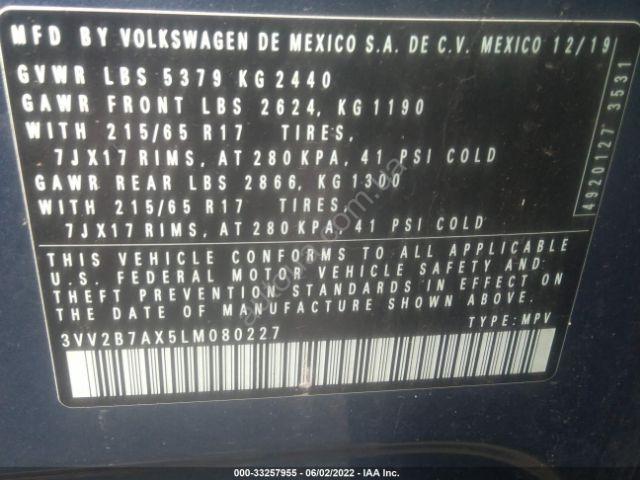 MFD BY VOLKSWAGEN DE MEXICO S.A. DE C.V. MEXICO 12/19
GVWR LBS 5379 KG 2440
GAWR FRONT LBS 2624, KG 1190
WITH 215/65 R17 TIRES,
7JX17 RIMS, AT 280 KPA, 41 PSI COLD
GAWR REAR LBS 2866, KG 1300
WITH 215/65 R17 TIRES,
7JX17 RIMS, AT 280 KPA, 41 PSI COLD
4920127 3531
THIS VEHICLE CONFORMS TO ALL APPLICABLE
U.S. FEDERAL MOTOR VEHICLE SAFETY AND
THEFT PREVENTION STANDARDS IN EFFECT ON
THE DATE OF MANUFACTURE SHOWN ABOVE.
3VV2B7AX5LM080227
TYPE: MPV
000-33257955 - 06/02/2022 - IAA Inc.